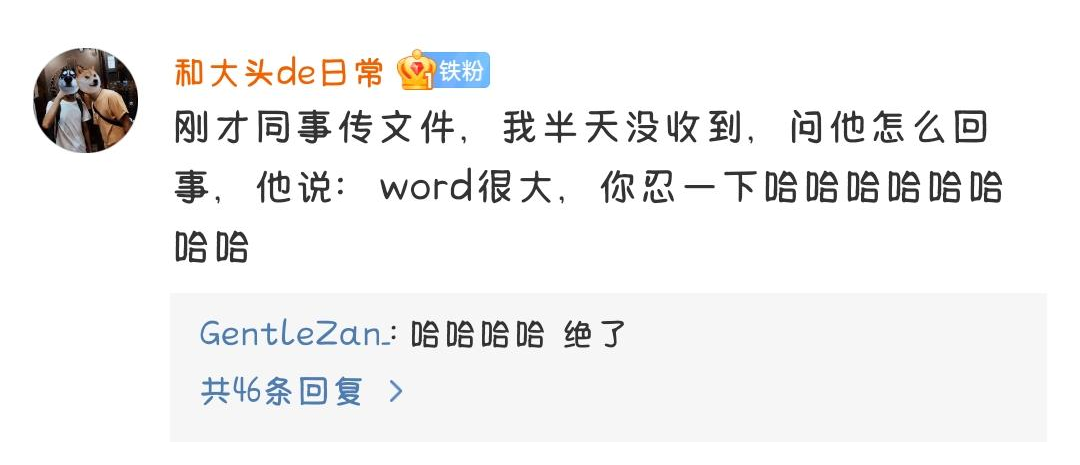 和大头de日常 铁粉
刚才同事传文件，我半天没收到，问他怎么回
事，他说：word很大，你忍一下哈哈哈哈哈哈
哈哈
GentleZan_: 哈哈哈哈 绝了
共46条回复 >